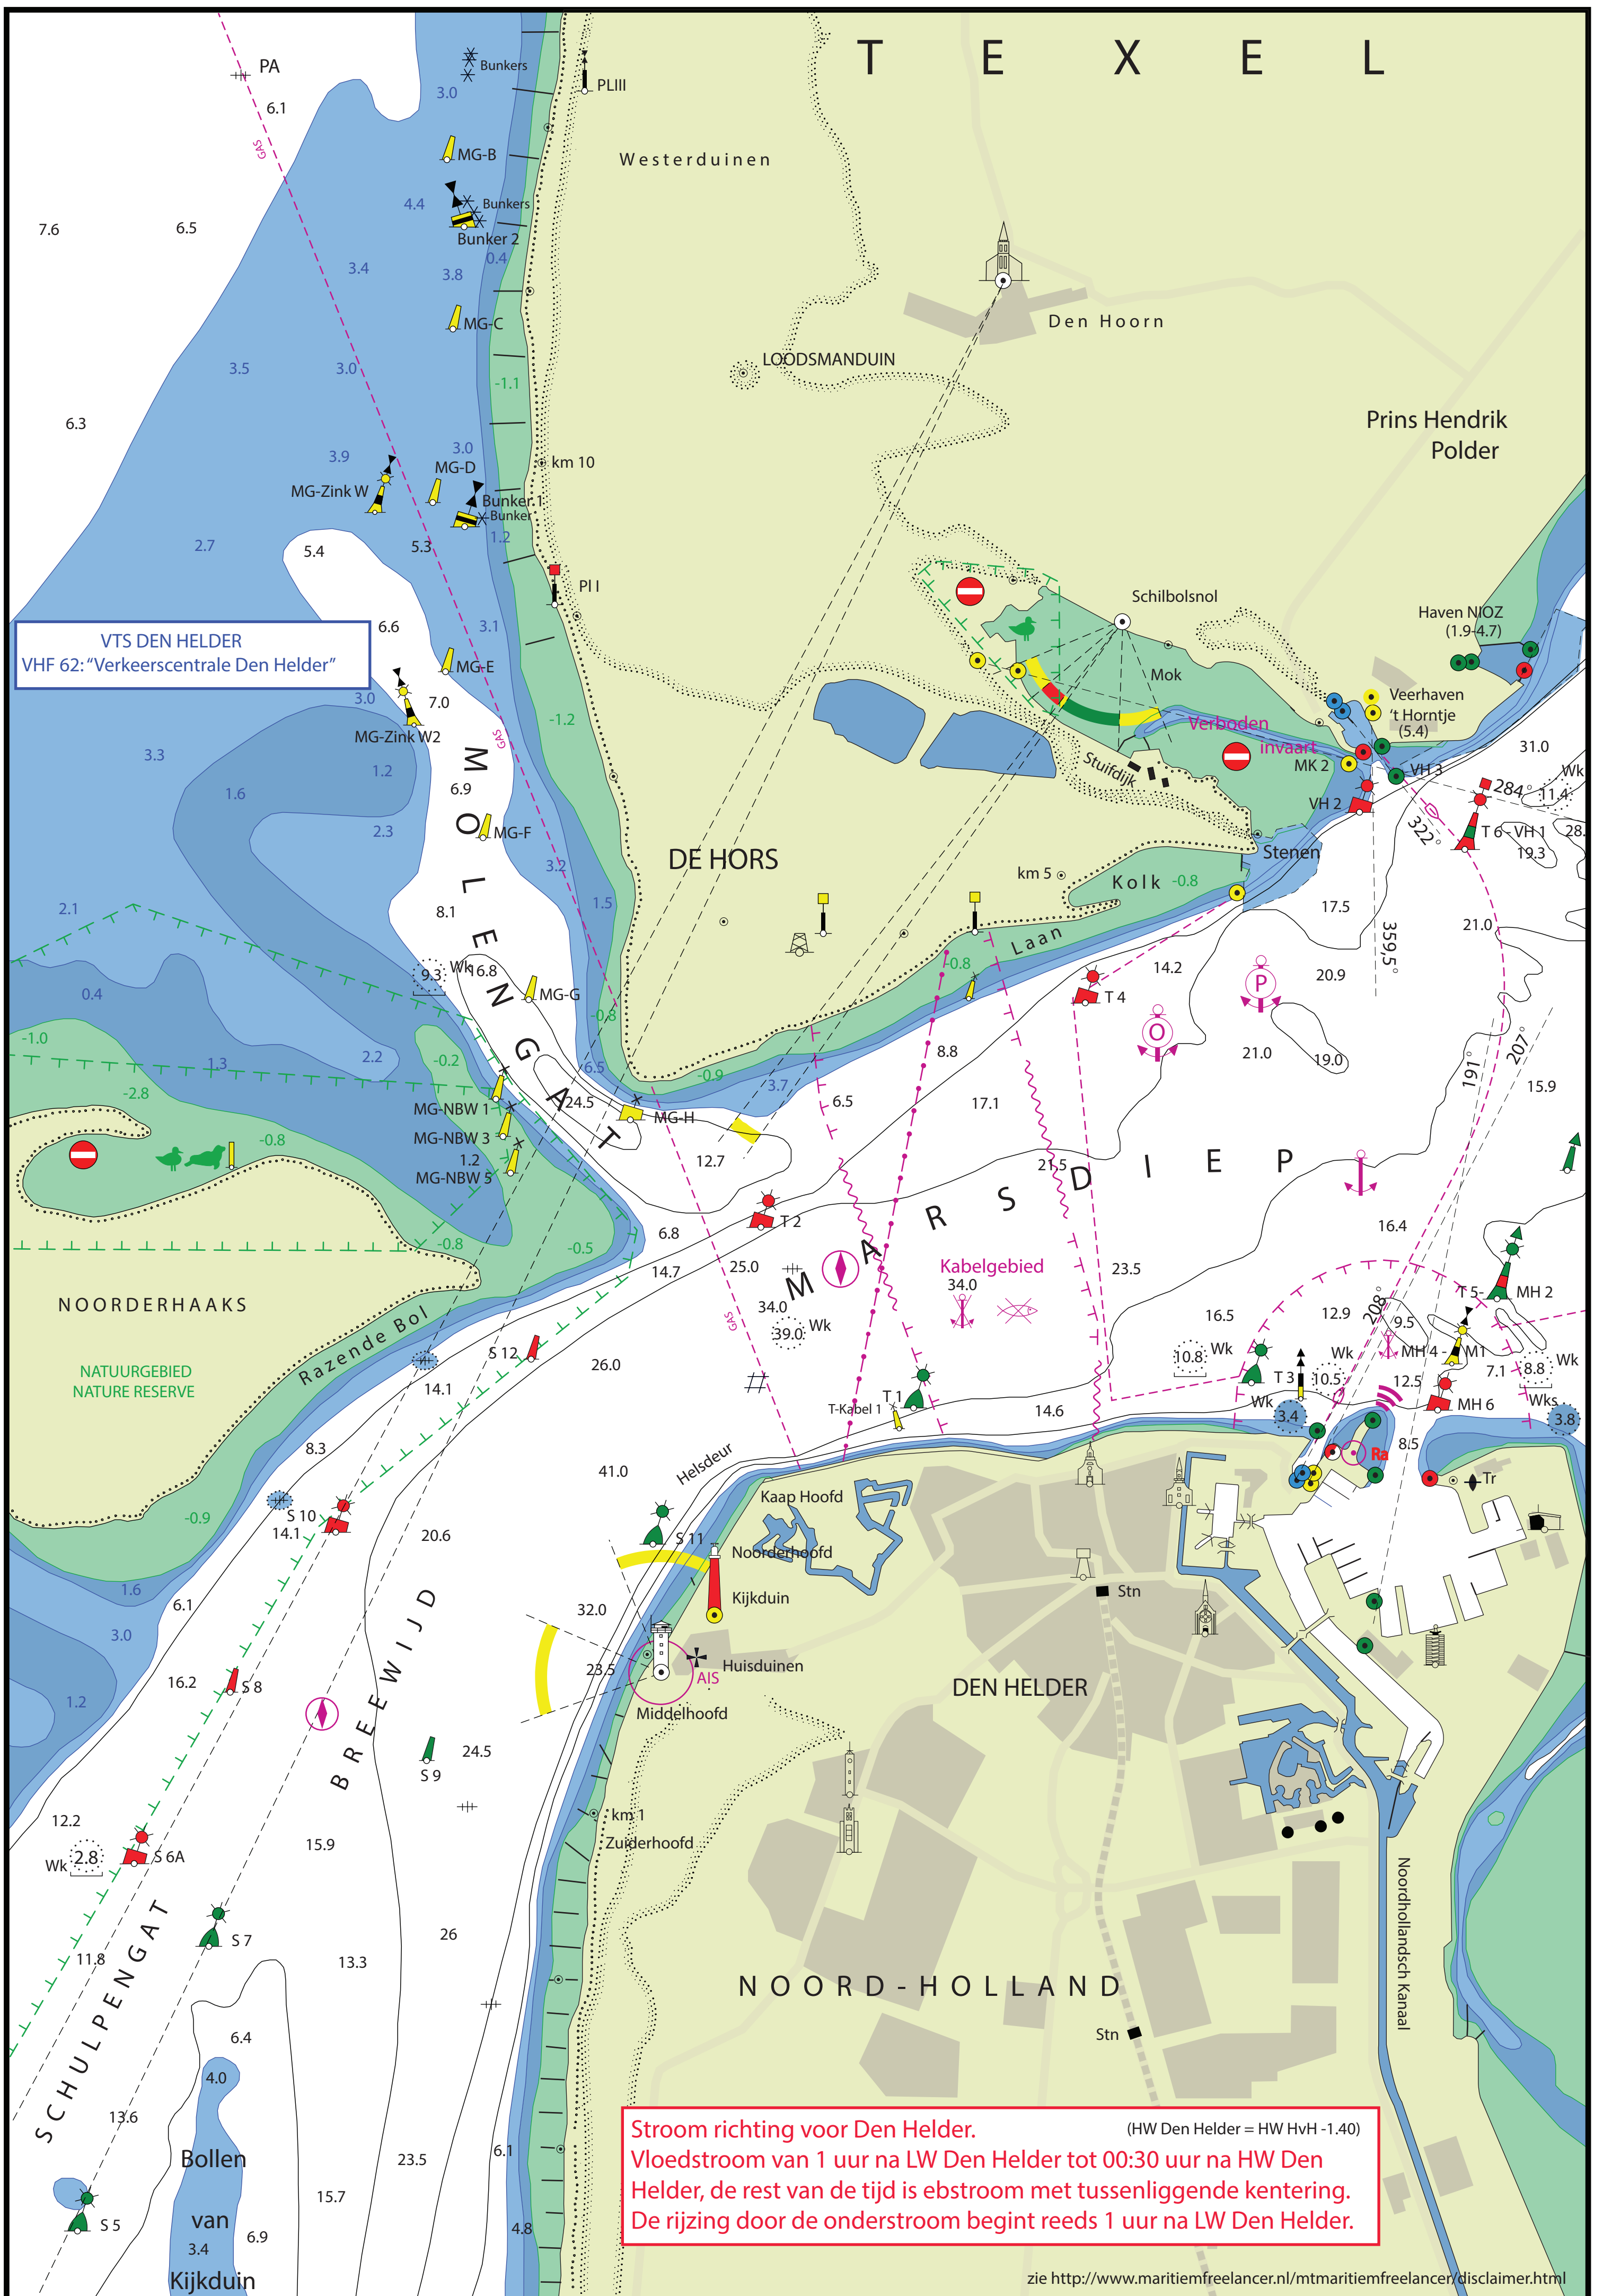 T E X E L
PA
6.1
Bunkers
3.0
PLIII
GAS
MG-B
Westerduinen
7.6
6.5
4.4
Bunkers
Bunker 2
0.4
3.4
3.8
MG-C
Den Hoorn
LOODSMANDUIN
3.5
3.0
-1.1
6.3
Prins Hendrik
Polder
3.9
3.0
MG-D
km 10
MG-Zink W
Bunker 1
Bunker
1.2
2.7
5.4
5.3
Pl I
Schilbolsnol
Haven NIOZ
(1.9-4.7)
VTS DEN HELDER
VHF 62: “Verkeerscentrale Den Helder”
6.6
3.1
MG-E
Mok
3.0
7.0
Veerhaven
‘t Horntje
(5.4)
-1.2
Verboden
invaart
MG-Zink W2
GAS
3.3
1.2
31.0
Stuifdijk
MK 2
VH 3
Wk
1.6
6.9
VH 2
284°
11.4
2.3
MG-F
322°
T 6 - VH 1
28.
19.3
MOLENGAT
DE HORS
Stenen
3.2
km 5
Kolk
-0.8
2.1
8.1
1.5
17.5
359,5°
21.0
Laan
9.3
Wk
16.8
-0.8
14.2
20.9
P
0.4
MG-G
T 4
-0.8
O
-1.0
1.3
2.2
-0.2
6.5
-0.9
3.7
8.8
21.0
19.0
191°
207°
15.9
-2.8
MG-NBW 1
24.5
MG-H
6.5
17.1
MG-NBW 3
-0.8
1.2
MG-NBW 5
12.7
21.5
MARSDIEP
T 2
6.8
16.4
-0.8
-0.5
14.7
25.0
Kabelgebied
34.0
23.5
NOORDERHAAKS
34.0
39.0
Wk
GAS
16.5
12.9
208°
9.5
T 5-
MH 2
Razende Bol
S 12
26.0
10.8
Wk
Wk
MH 4
M1
7.1
8.8
Wk
NATUURGEBIED
NATURE RESERVE
14.1
T 3
10.5
12.5
T 1
T-Kabel 1
14.6
Wk
3.4
MH 6
Wks
3.8
8.3
41.0
Helsdeur
Ra
8.5
Tr
-0.9
S 10
14.1
20.6
Kaap Hoofd
S 11
Noorderhoofd
1.6
6.1
32.0
Kijkduin
Stn
3.0
23.5
AIS
Huisduinen
16.2
S 8
DEN HELDER
1.2
Middelhoofd
BREEWIJD
24.5
S 9
12.2
km 1
Zuiderhoofd
Wk
2.8
S 6A
15.9
Noordhollandsch Kanaal
S 7
26
11.8
13.3
SCHULPENGAT
NOORD-HOLLAND
6.4
Stn
4.0
13.6
Bollen
van
Kijkduin
23.5
6.1
15.7
S 5
3.4
6.9
4.8
Stroom richting voor Den Helder. (HW Den Helder = HW HvH -1.40)
Vloedstroom van 1 uur na LW Den Helder tot 00:30 uur na HW Den
Helder, de rest van de tijd is ebstroom met tussenliggende kentering.
De rijzing door de onderstroom begint reeds 1 uur na LW Den Helder.
zie http://www.maritiemfreelancer.nl/mtmaritiemfreelancer/disclaimer.html